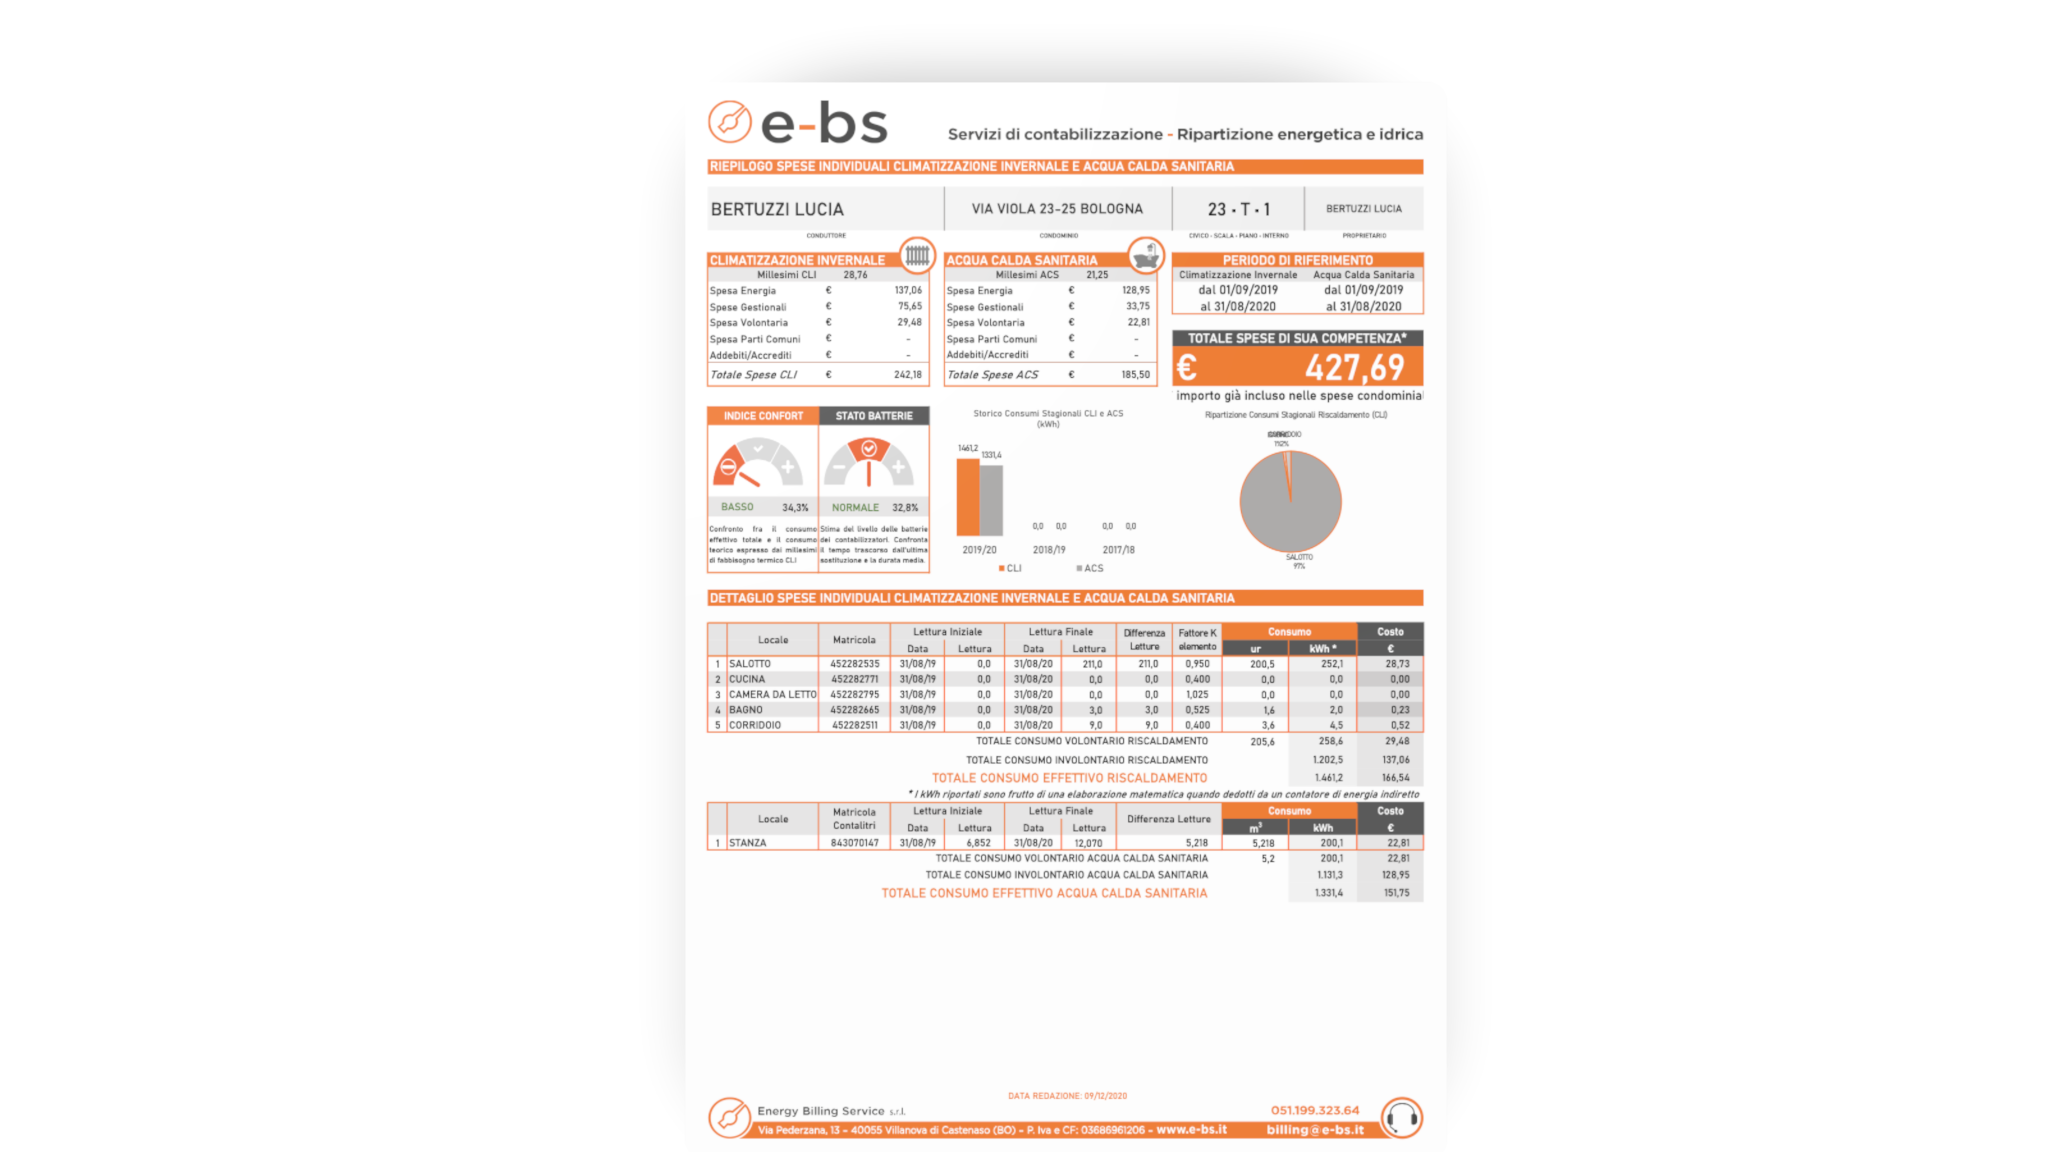 e-bs
Servizi di contabilizzazione - Ripartizione energetica e idrica
RIEPILOGO SPESE INDIVIDUALI CLIMATIZZAZIONE INVERNALE E ACQUA CALDA SANITARIA
BERTUZZI LUCIA VIA VIOLA 23-25 BOLOGNA 23 - T - 1 BERTUZZI LUCIA
CONDUTTORE CONDOMINIO CIVICO - SCALA - PIANO - INTERNO PROPRIETARIO
CLIMATIZZAZIONE INVERNALE
Millesimi CLI 28,76
Spesa Energia € 137,06
Spese Gestionali € 75,65
Spesa Volontaria € 29,48
Spesa Parti Comuni € -
Addebiti/Accrediti € -
Totale Spese CLI € 242,18
ACQUA CALDA SANITARIA
Millesimi ACS 21,25
Spesa Energia € 128,95
Spese Gestionali € 33,75
Spesa Volontaria € 22,81
Spesa Parti Comuni € -
Addebiti/Accrediti € -
Totale Spese ACS € 185,50
PERIODO DI RIFERIMENTO
Climatizzazione Invernale Acqua Calda Sanitaria
dal 01/09/2019 dal 01/09/2019
al 31/08/2020 al 31/08/2020
TOTALE SPESE DI SUA COMPETENZA*
€ 427,69
importo già incluso nelle spese condominial
INDICE CONFORT
BASSO 34,3%
Confronto fra il consumo
effettivo totale e il consumo
teorico espresso dai millesimi
di fabbisogno termico CLI
STATO BATTERIE
NORMALE 32,8%
Stima del livello delle batterie
dei contabilizzatori. Confronta
il tempo trascorso dall'ultima
sostituzione e la durata media.
Storico Consumi Stagionali CLI e ACS
(kWh)
1461,2 1331,4
0,0 0,0 0,0 0,0
2019/20 2018/19 2017/18
CLI ACS
Ripartizione Consumi Stagionali Riscaldamento (CLI)
SALOTTO
97%
DETTAGLIO SPESE INDIVIDUALI CLIMATIZZAZIONE INVERNALE E ACQUA CALDA SANITARIA
Locale Matricola Lettura Iniziale Lettura Finale Differenza Letture Fattore K elemento Consumo Costo
Data Lettura Data Lettura ur kWh * €
1 SALOTTO 452282535 31/08/19 0,0 31/08/20 211,0 211,0 0,950 200,5 252,1 28,73
2 CUCINA 452282771 31/08/19 0,0 31/08/20 0,0 0,0 0,400 0,0 0,0 0,00
3 CAMERA DA LETTO 452282795 31/08/19 0,0 31/08/20 0,0 0,0 1,025 0,0 0,0 0,00
4 BAGNO 452282665 31/08/19 0,0 31/08/20 3,0 3,0 0,525 1,6 2,0 0,23
5 CORRIDOIO 452282511 31/08/19 0,0 31/08/20 9,0 9,0 0,400 3,6 4,5 0,52
TOTALE CONSUMO VOLONTARIO RISCALDAMENTO 205,6 258,6 29,48
TOTALE CONSUMO INVOLONTARIO RISCALDAMENTO 1.202,5 137,06
TOTALE CONSUMO EFFETTIVO RISCALDAMENTO 1.461,2 166,54
* I kWh riportati sono frutto di una elaborazione matematica quando dedotti da un contatore di energia indiretto
Locale Matricola Contalitri Lettura Iniziale Lettura Finale Differenza Letture Consumo Costo
Data Lettura Data Lettura m³ kWh €
1 STANZA 843070147 31/08/19 6,852 31/08/20 12,070 5,218 5,218 200,1 22,81
TOTALE CONSUMO VOLONTARIO ACQUA CALDA SANITARIA 5,2 200,1 22,81
TOTALE CONSUMO INVOLONTARIO ACQUA CALDA SANITARIA 1.131,3 128,95
TOTALE CONSUMO EFFETTIVO ACQUA CALDA SANITARIA 1.331,4 151,75
DATA REDAZIONE: 09/12/2020
Energy Billing Service s.r.l. 051.199.323.64
Via Pederzana, 13 - 40055 Villanova di Castenaso (BO) - P. Iva e CF: 03686961206 - www.e-bs.it billing@e-bs.it